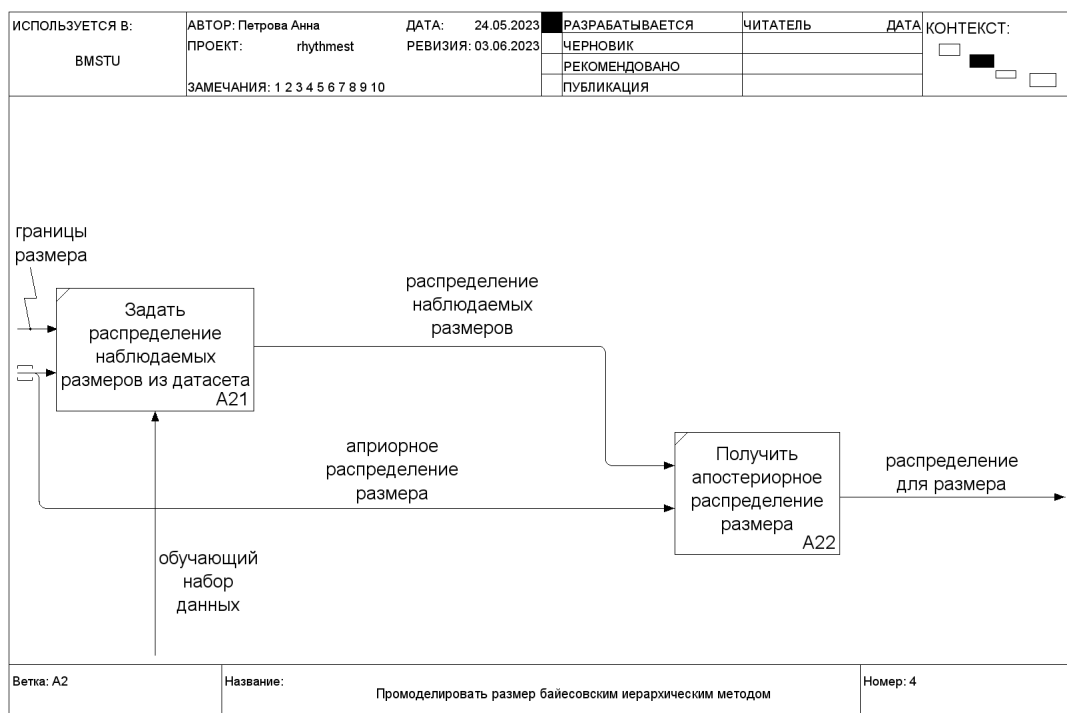 ИСПОЛЬЗУЕТСЯ В:
BMSTU
АВТОР: Петрова Анна
ДАТА: 24.05.2023
ПРОЕКТ: rhythmest
РЕВИЗИЯ: 03.06.2023
ЗАМЕЧАНИЯ: 1 2 3 4 5 6 7 8 9 10
РАЗРАБАТЫВАЕТСЯ
ЧЕРНОВИК
РЕКОМЕНДОВАНО
ПУБЛИКАЦИЯ
ЧИТАТЕЛЬ
ДАТА
КОНТЕКСТ:
границы
размера
Задать
распределение
наблюдаемых
размеров из датасета
A21
распределение
наблюдаемых
размеров
априорное
распределение
размера
обучающий
набор
данных
Получить
апостериорное
распределение
размера
A22
распределение
для размера
Ветка: A2
Название:
Промоделировать размер байесовским иерархическим методом
Номер: 4